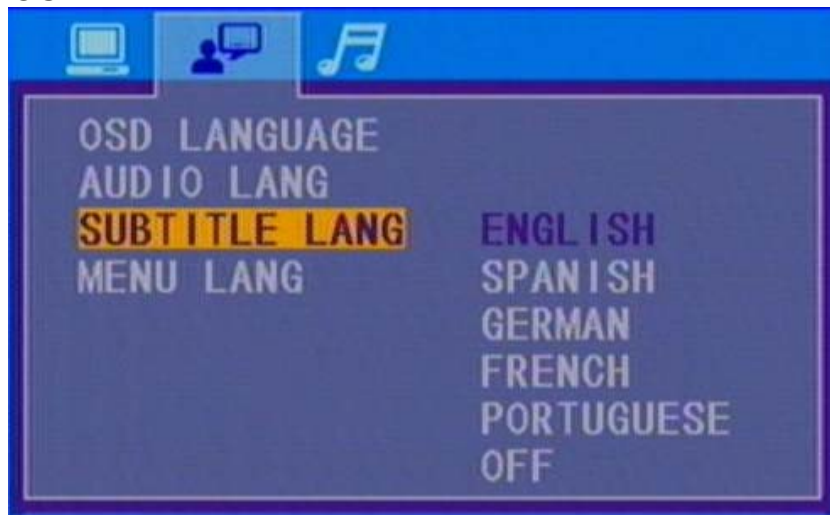 OSD LANGUAGE
AUDIO LANG
SUBTITLE LANG ENGLISH
MENU LANG SPANISH
GERMAN
FRENCH
PORTUGUESE
OFF